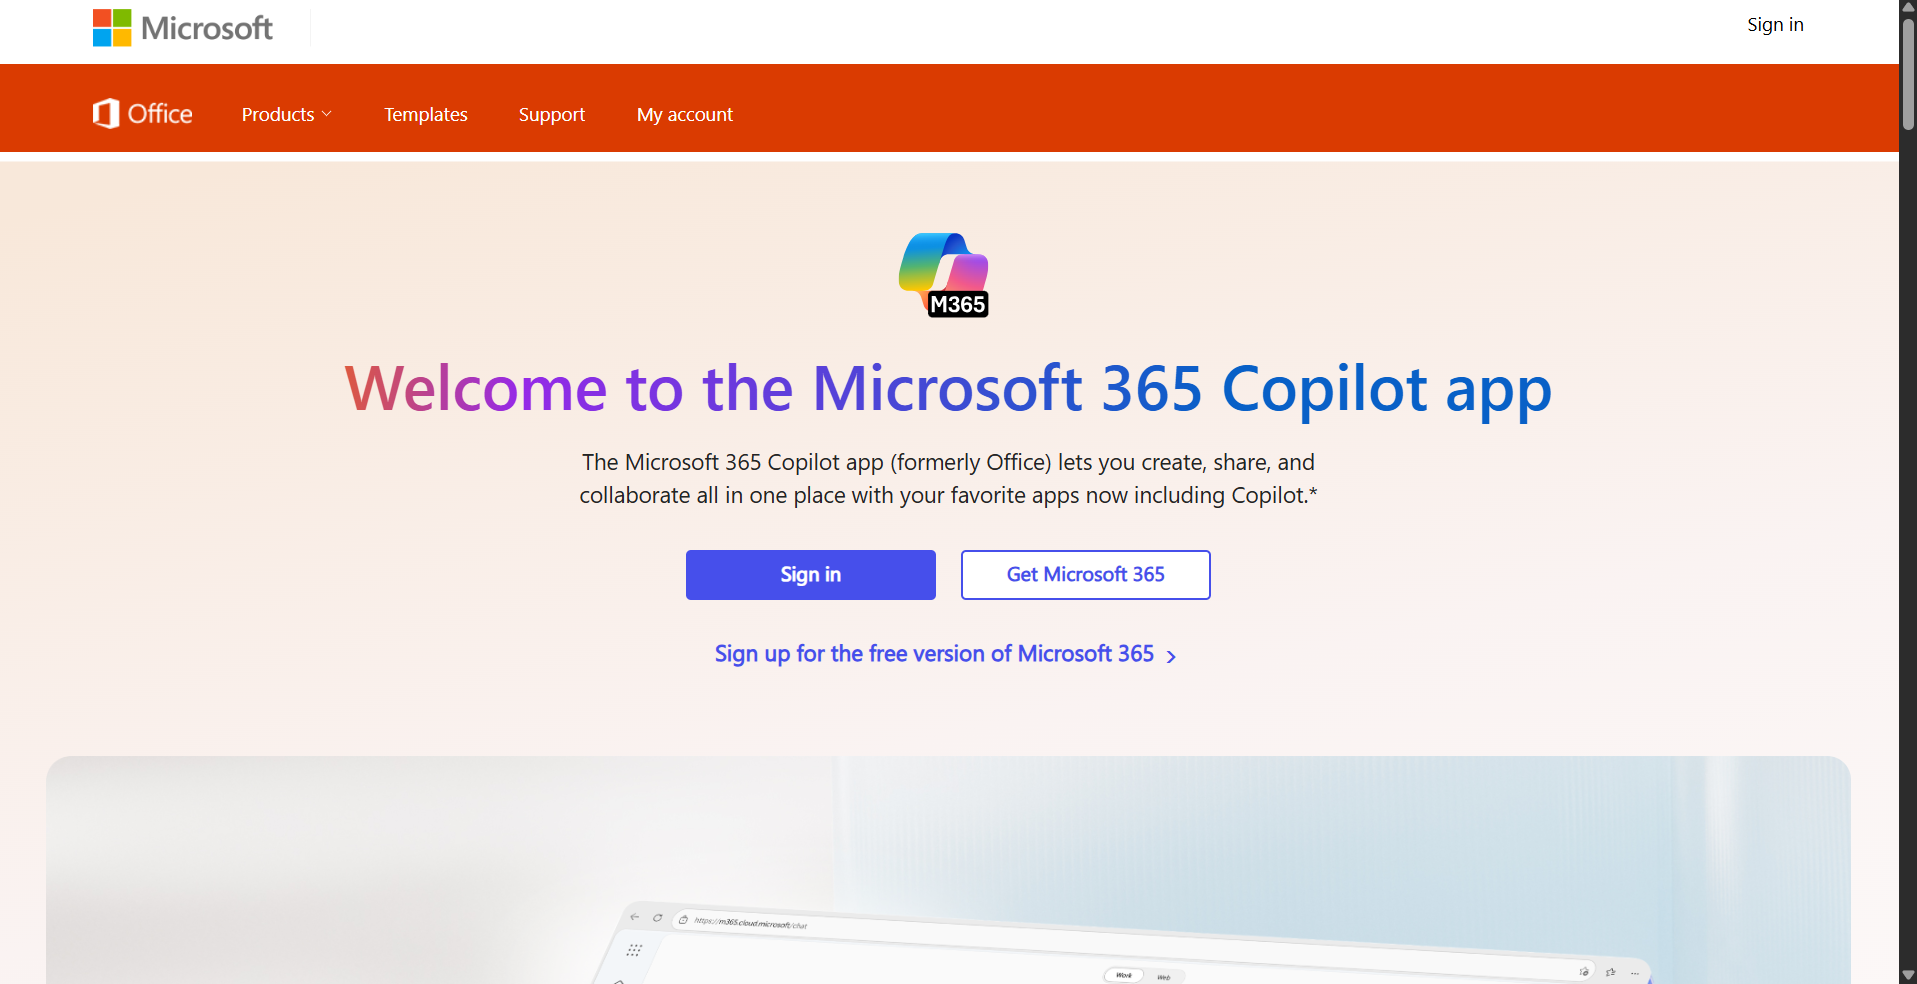 Microsoft
Sign in
Office
Products
Templates
Support
My account
M365
Welcome to the Microsoft 365 Copilot app
The Microsoft 365 Copilot app (formerly Office) lets you create, share, and
collaborate all in one place with your favorite apps now including Copilot.*
Sign in
Get Microsoft 365
Sign up for the free version of Microsoft 365
https://m365.cloud.microsoft/chat
Work
Web